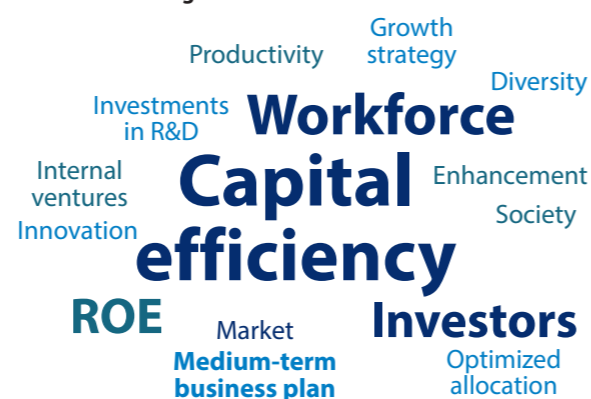 Growth
strategy
Productivity
Diversity
Investments
in R&D
Workforce
Internal
ventures
Capital
efficiency
Enhancement
Society
Innovation
ROE
Market
Investors
Medium-term
business plan
Optimized
allocation